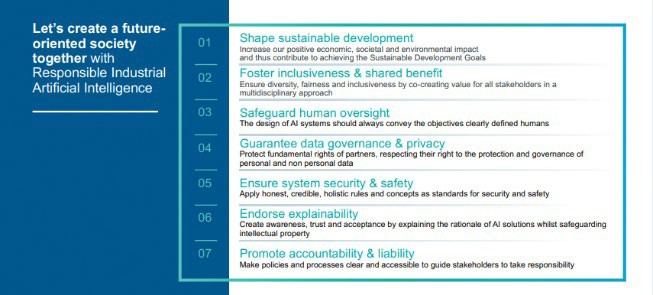 Let's create a future-
oriented society
together with
Responsible Industrial
Artificial Intelligence
01
Shape sustainable development
Increase our positive economic, societal and environmental impact
and thus contribute to achieving the Sustainable Development Goals
02
Foster inclusiveness & shared benefit
Ensure diversity, fairness and inclusiveness by co-creating value for all stakeholders in a
multidisciplinary approach
03
Safeguard human oversight
The design of AI systems should always convey the objectives clearly defined humans
04
Guarantee data governance & privacy
Protect fundamental rights of partners, respecting their right to the protection and governance of
personal and non personal data
05
Ensure system security & safety
Apply honest, credible, holistic rules and concepts as standards for security and safety
06
Endorse explainability
Create awareness, trust and acceptance by explaining the rationale of AI solutions whilst safeguarding
intellectual property
07
Promote accountability & liability
Make policies and processes clear and accessible to guide stakeholders to take responsibility